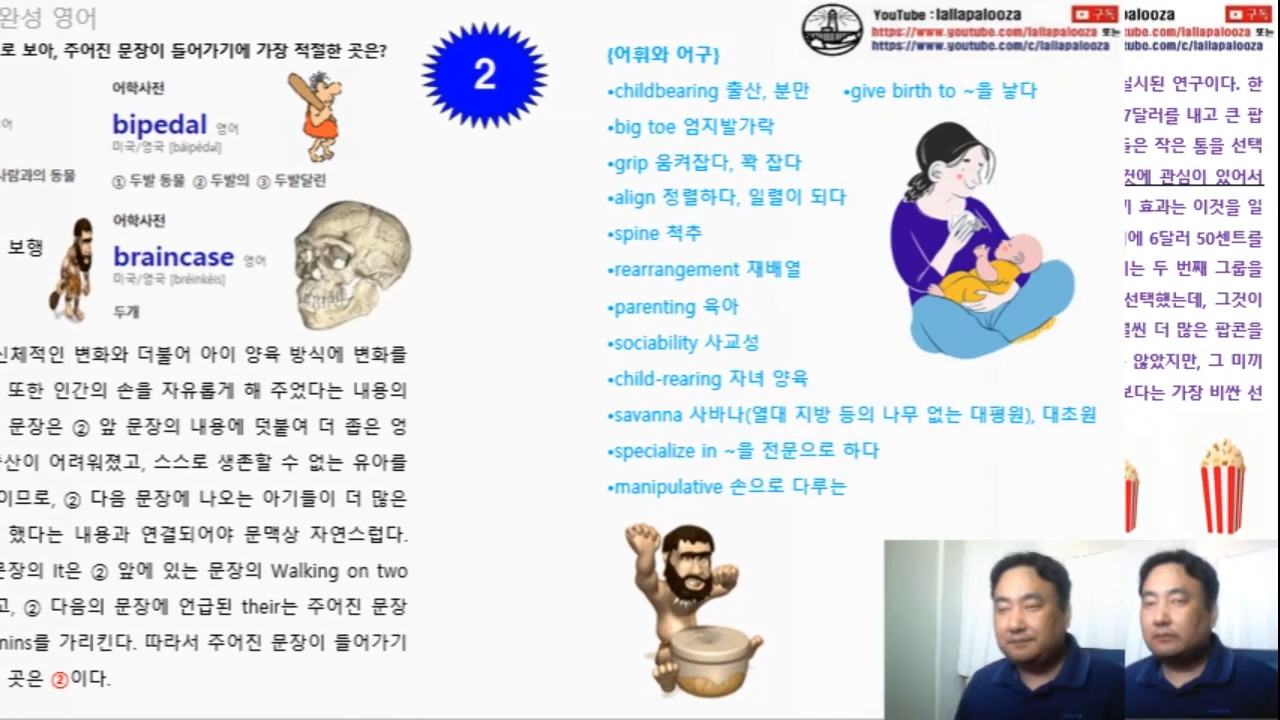 완성 영어
로 보아, 주어진 문장이 들어가기에 가장 적절한 곳은?
어학사전
bipedal 영어
미국/영국 [báipèdəl]
사람과의 동물
① 두발 동물 ② 두발의 ③ 두발달린
어학사전
보행
braincase 영어
미국/영국 [bréinkèis]
두개
신체적인 변화와 더불어 아이 양육 방식에 변화를
또한 인간의 손을 자유롭게 해 주었다는 내용의
문장은 ② 앞 문장의 내용에 덧붙여 더 좁은 엉
산이 어려워졌고, 스스로 생존할 수 없는 유아를
이므로, ② 다음 문장에 나오는 아기들이 더 많은
했다는 내용과 연결되어야 문맥상 자연스럽다.
문장의 It은 ② 앞에 있는 문장의 Walking on two
고, ② 다음의 문장에 언급된 their는 주어진 문장
nins를 가리킨다. 따라서 주어진 문장이 들어가기
곳은 ②이다.
2
{어휘와 어구}
•childbearing 출산, 분만 •give birth to ~을 낳다
•big toe 엄지발가락
•grip 움켜잡다, 꽉 잡다
•align 정렬하다, 일렬이 되다
•spine 척추
•rearrangement 재배열
•parenting 육아
•sociability 사교성
•child-rearing 자녀 양육
•savanna 사바나(열대 지방 등의 나무 없는 대평원), 대초원
•specialize in ~을 전문으로 하다
•manipulative 손으로 다루는
YouTube : lallapalooza 구독
https://www.youtube.com/lallapalooza 또는
https://www.youtube.com/c/lallapalooza
palooza 구독
tube.com/lallapalooza 또는
tube.com/c/lallapalooza
실시된 연구이다. 한
7달러를 내고 큰 팝
들은 작은 통을 선택
것에 관심이 있어서
기 효과는 이것을 일
에 6달러 50센트를
는 두 번째 그룹을
선택했는데, 그것이
씬 더 많은 팝콘을
않았지만, 그 미끼
보다는 가장 비싼 선